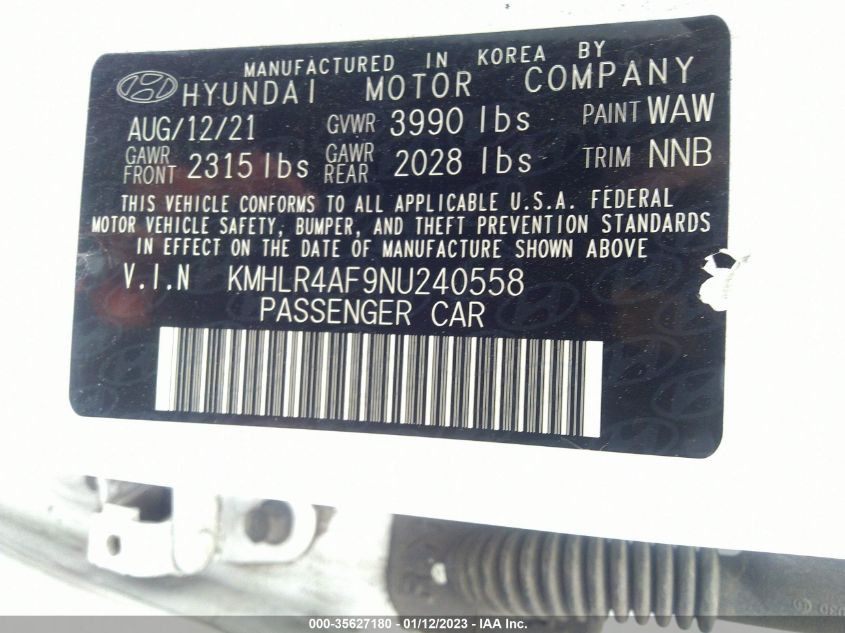 MANUFACTURED IN KOREA BY
HYUNDAI MOTOR COMPANY
AUG/12/21 GVWR 3990 lbs PAINT WAW
GAWR FRONT 2315 lbs GAWR REAR 2028 lbs TRIM NNB
THIS VEHICLE CONFORMS TO ALL APPLICABLE U.S.A. FEDERAL
MOTOR VEHICLE SAFETY, BUMPER, AND THEFT PREVENTION STANDARDS
IN EFFECT ON THE DATE OF MANUFACTURE SHOWN ABOVE
V.I.N KMHLR4AF9NU240558
PASSENGER CAR
000-35627180 - 01/12/2023 - IAA Inc.